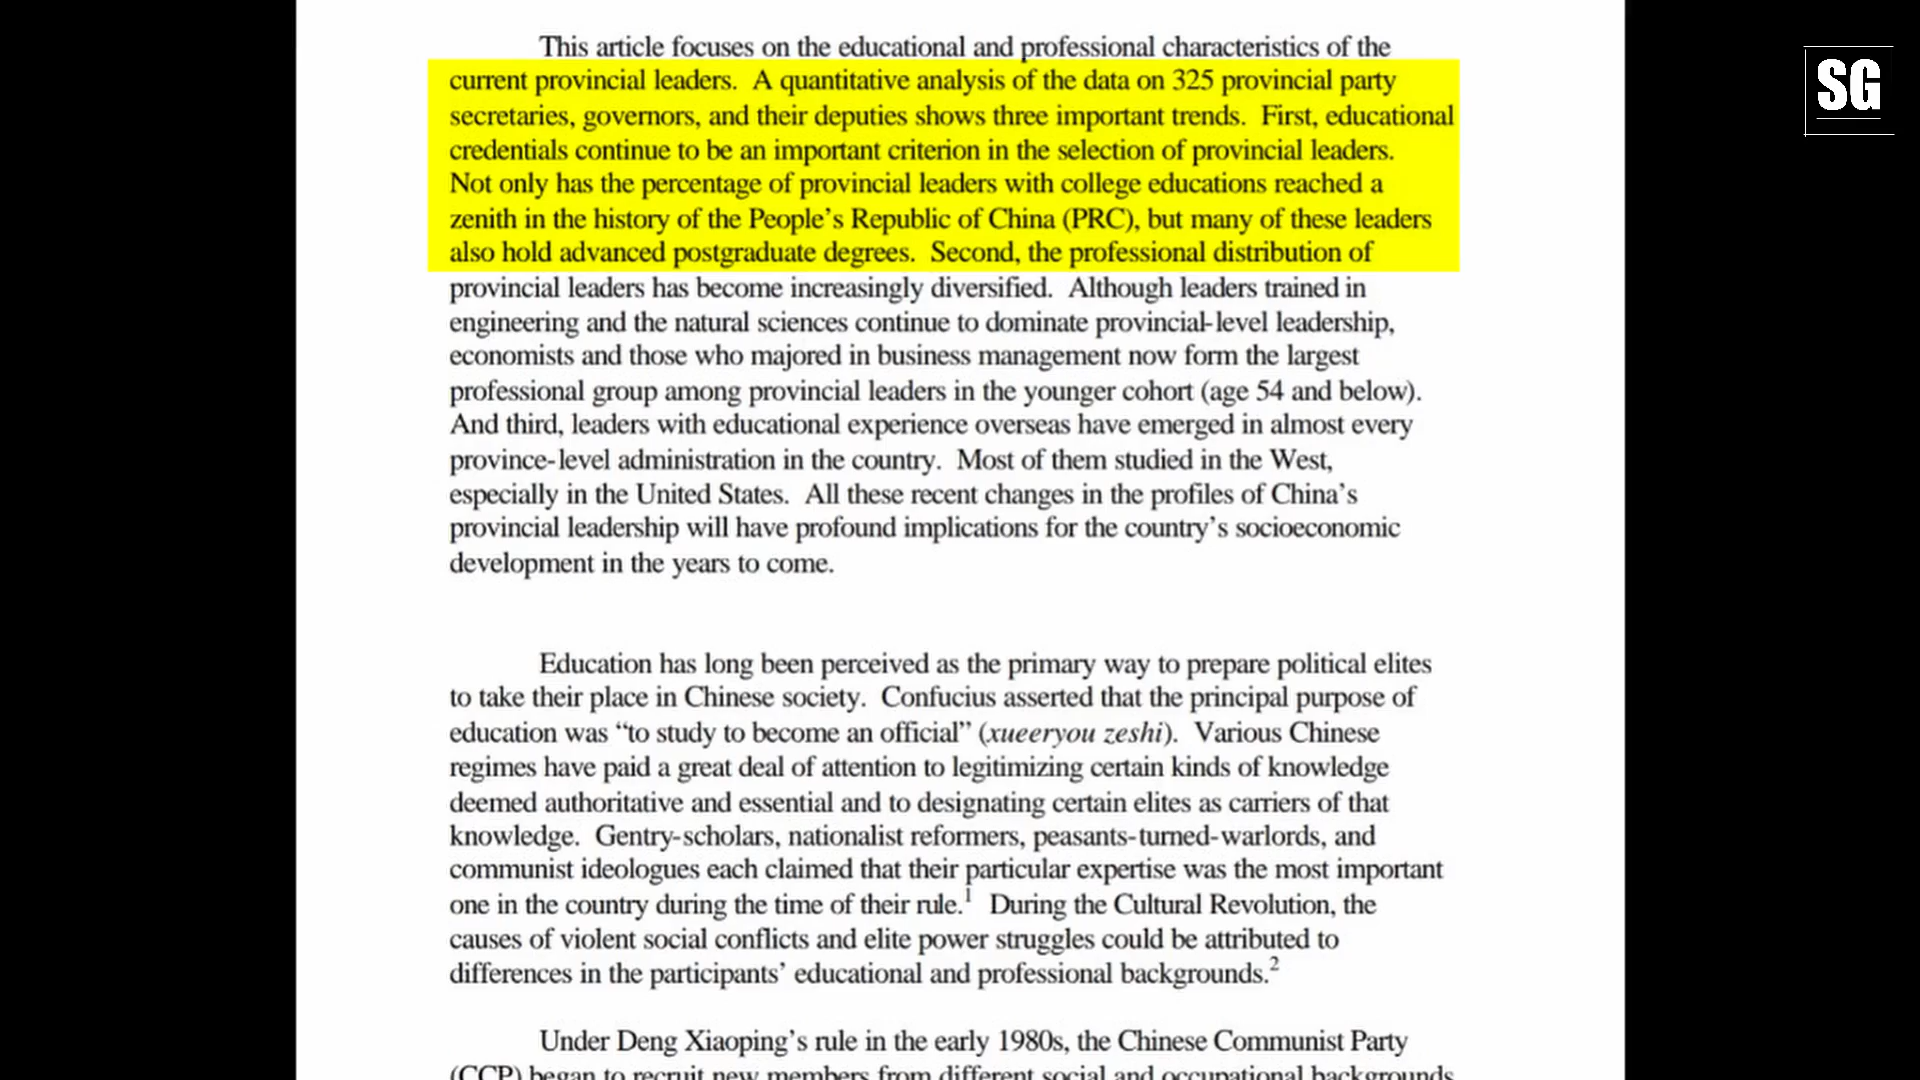 This article focuses on the educational and professional characteristics of the
current provincial leaders.  A quantitative analysis of the data on 325 provincial party
secretaries, governors, and their deputies shows three important trends.  First, educational
credentials continue to be an important criterion in the selection of provincial leaders.
Not only has the percentage of provincial leaders with college educations reached a
zenith in the history of the People’s Republic of China (PRC), but many of these leaders
also hold advanced postgraduate degrees.  Second, the professional distribution of
provincial leaders has become increasingly diversified.  Although leaders trained in
engineering and the natural sciences continue to dominate provincial-level leadership,
economists and those who majored in business management now form the largest
professional group among provincial leaders in the younger cohort (age 54 and below).
And third, leaders with educational experience overseas have emerged in almost every
province-level administration in the country.  Most of them studied in the West,
especially in the United States.  All these recent changes in the profiles of China’s
provincial leadership will have profound implications for the country’s socioeconomic
development in the years to come.
Education has long been perceived as the primary way to prepare political elites
to take their place in Chinese society.  Confucius asserted that the principal purpose of
education was “to study to become an official” (xueeryou zeshi).  Various Chinese
regimes have paid a great deal of attention to legitimizing certain kinds of knowledge
deemed authoritative and essential and to designating certain elites as carriers of that
knowledge.  Gentry-scholars, nationalist reformers, peasants-turned-warlords, and
communist ideologues each claimed that their particular expertise was the most important
one in the country during the time of their rule.¹  During the Cultural Revolution, the
causes of violent social conflicts and elite power struggles could be attributed to
differences in the participants’ educational and professional backgrounds.²
Under Deng Xiaoping’s rule in the early 1980s, the Chinese Communist Party
(CCP) began to recruit new members from different social and occupational backgrounds
SG